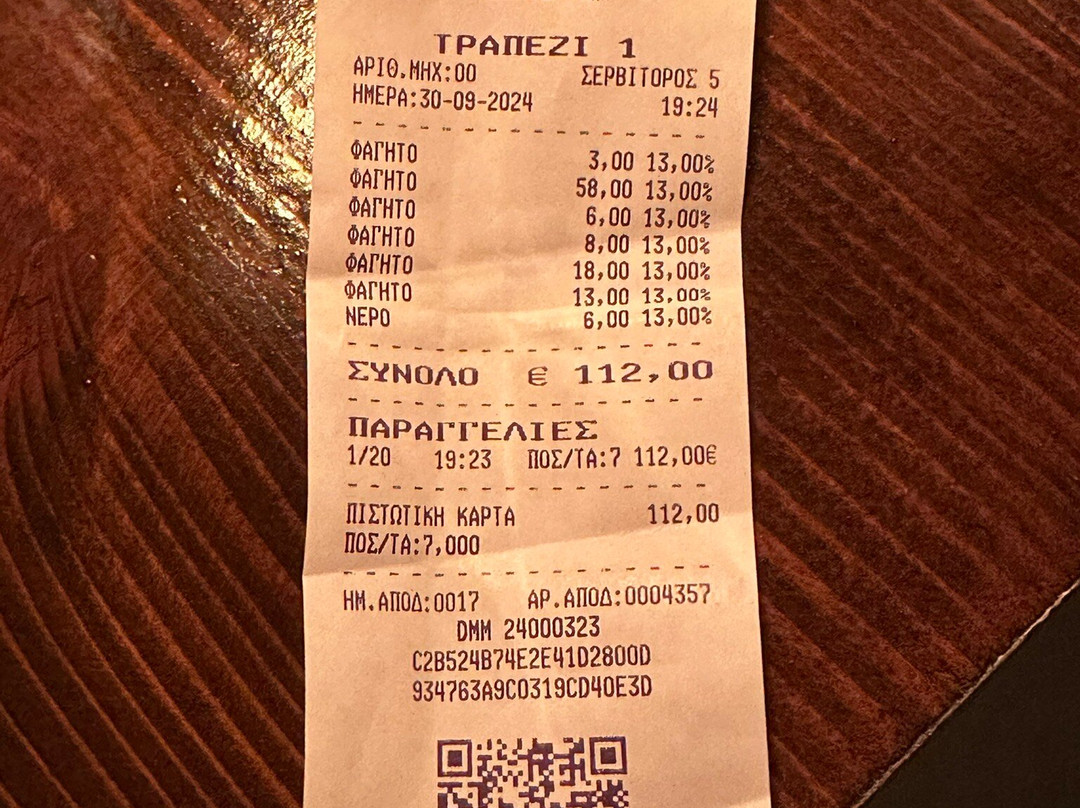 ΤΡΑΠΕΖΙ 1
ΑΡΙΘ.ΜΗΧ:00 ΣΕΡΒΙΤΟΡΟΣ 5
ΗΜΕΡΑ:30-09-2024 19:24
ΦΑΓΗΤΟ 3,00 13,00%
ΦΑΓΗΤΟ 58,00 13,00%
ΦΑΓΗΤΟ 6,00 13,00%
ΦΑΓΗΤΟ 8,00 13,00%
ΦΑΓΗΤΟ 18,00 13,00%
ΦΑΓΗΤΟ 13,00 13,00%
ΝΕΡΟ 6,00 13,00%
ΣΥΝΟΛΟ € 112,00
ΠΑΡΑΓΓΕΛΙΕΣ
1/20 19:23 ΠΟΣ/ΤΑ:7 112,00€
ΠΙΣΤΩΤΙΚΗ ΚΑΡΤΑ 112,00
ΠΟΣ/ΤΑ:7,000
ΗΜ.ΑΠΟΔ:0017 ΑΡ.ΑΠΟΔ:0004357
DMM 24000323
C2B524B74E2E41D2800D
934763A9C0319CD40E3D